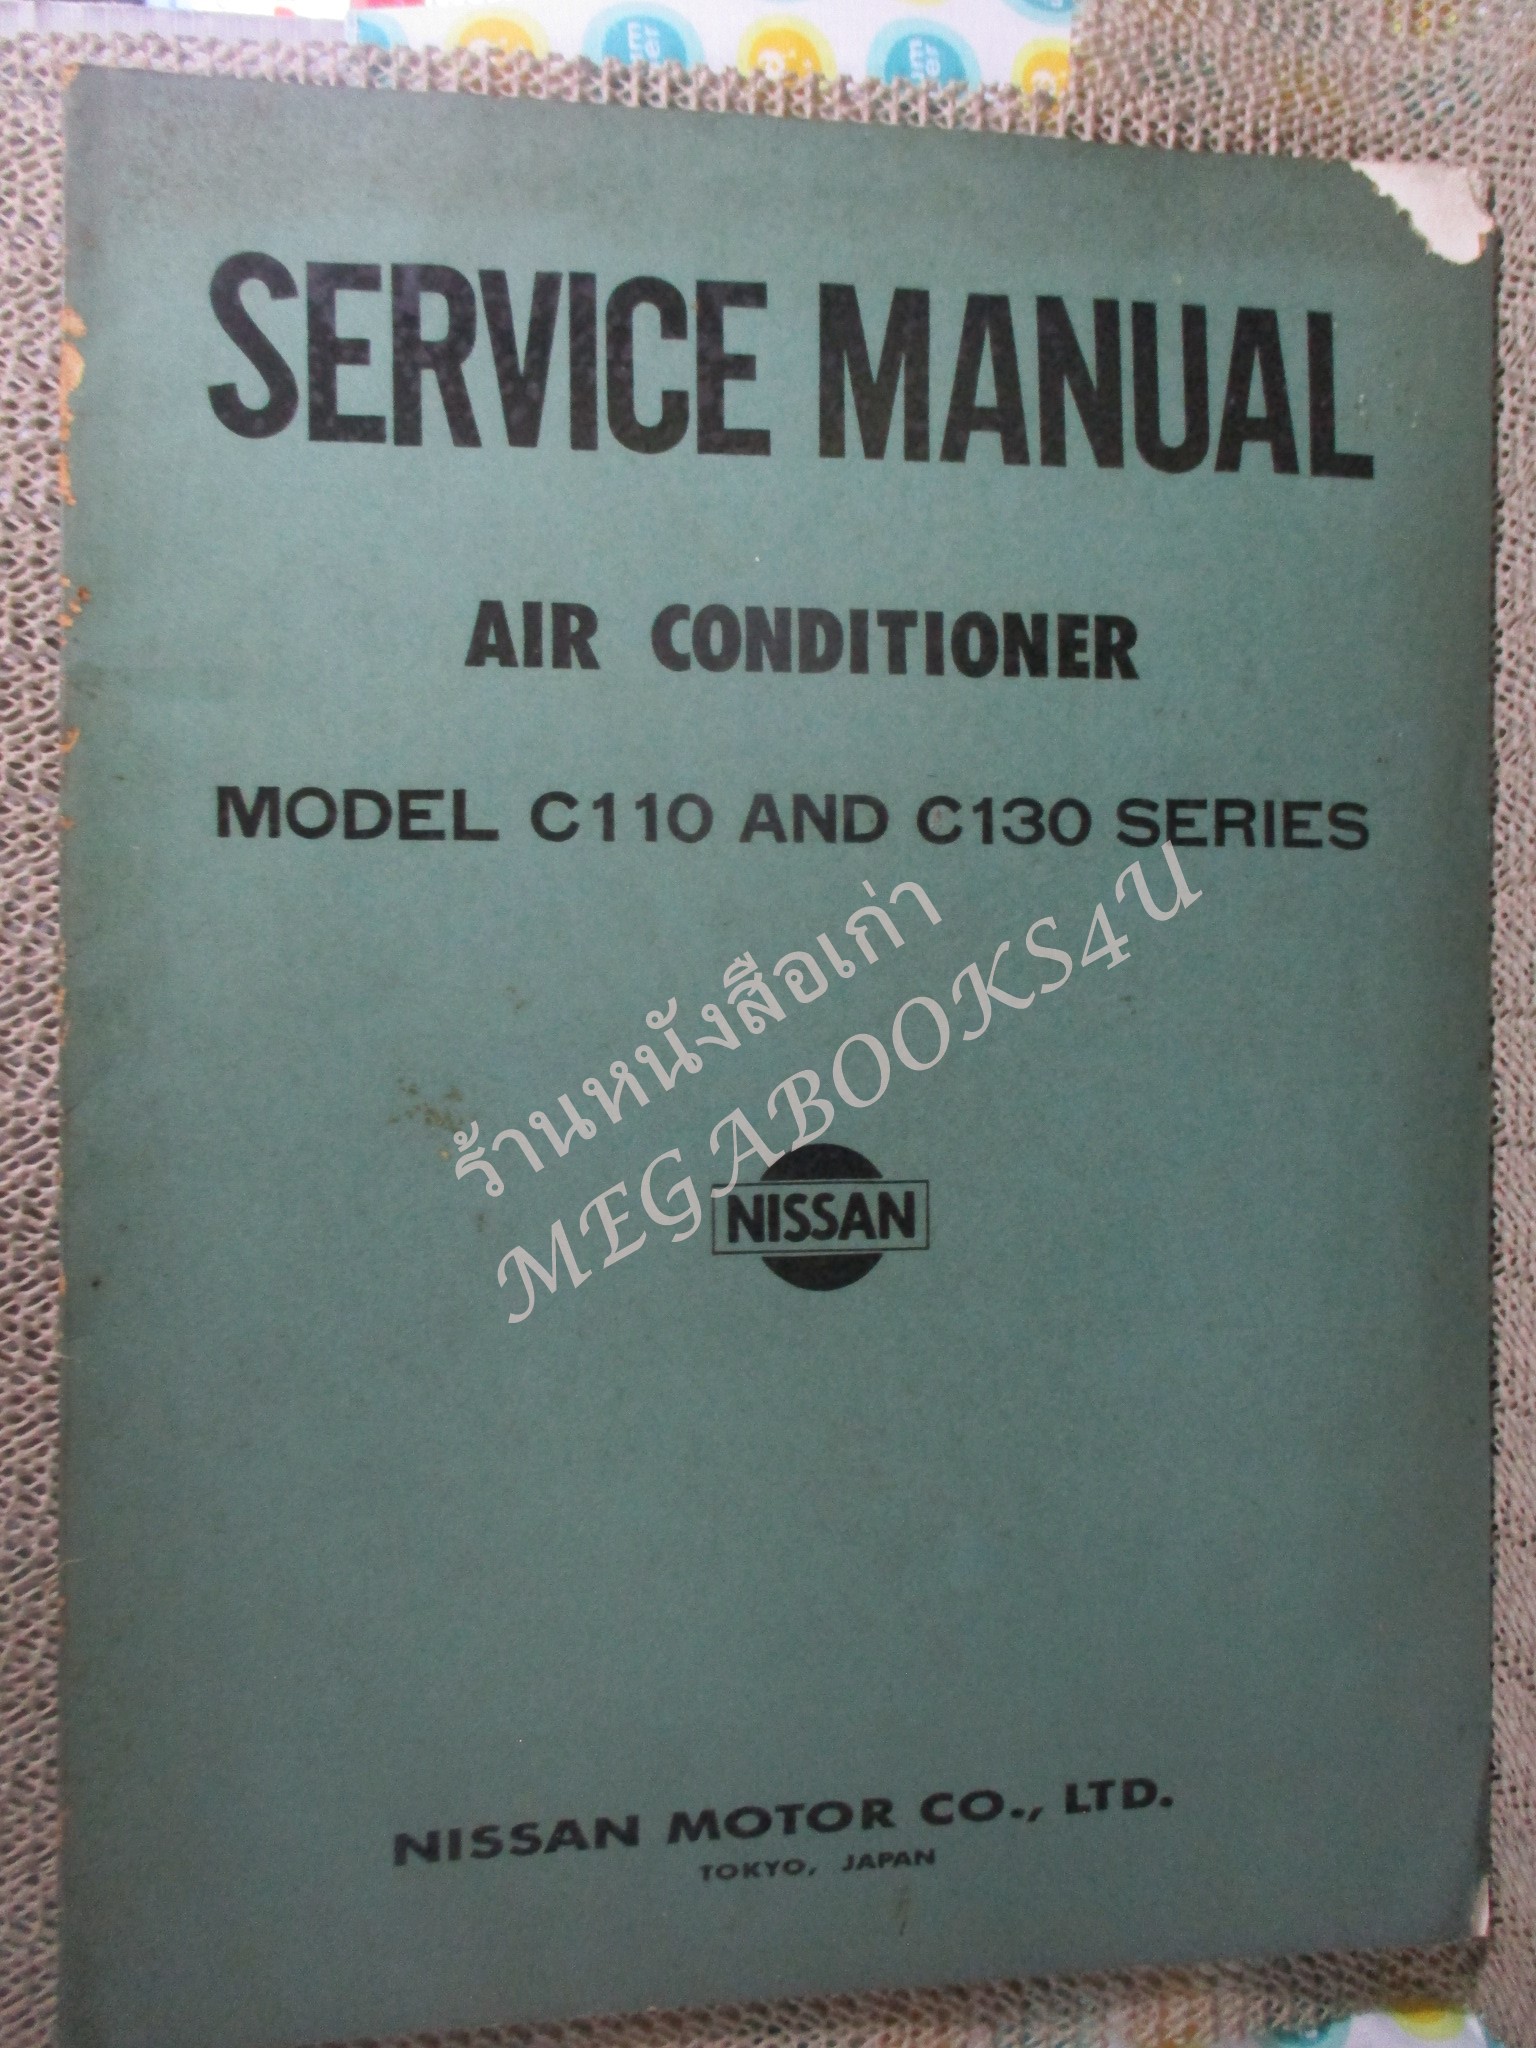 SERVICE MANUAL
AIR CONDITIONER
MODEL C110 AND C130 SERIES
ร้านหนังสือเก่า
MEGABOOKS4U
NISSAN
NISSAN MOTOR CO., LTD.
TOKYO, JAPAN